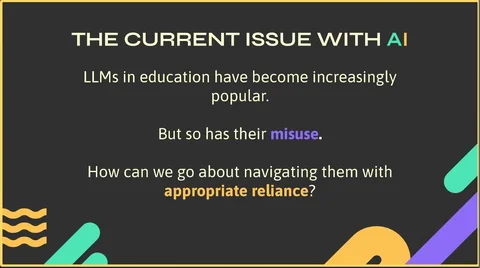 THE CURRENT ISSUE WITH AI
LLMs in education have become increasingly
popular.
But so has their misuse.
How can we go about navigating them with
appropriate reliance?